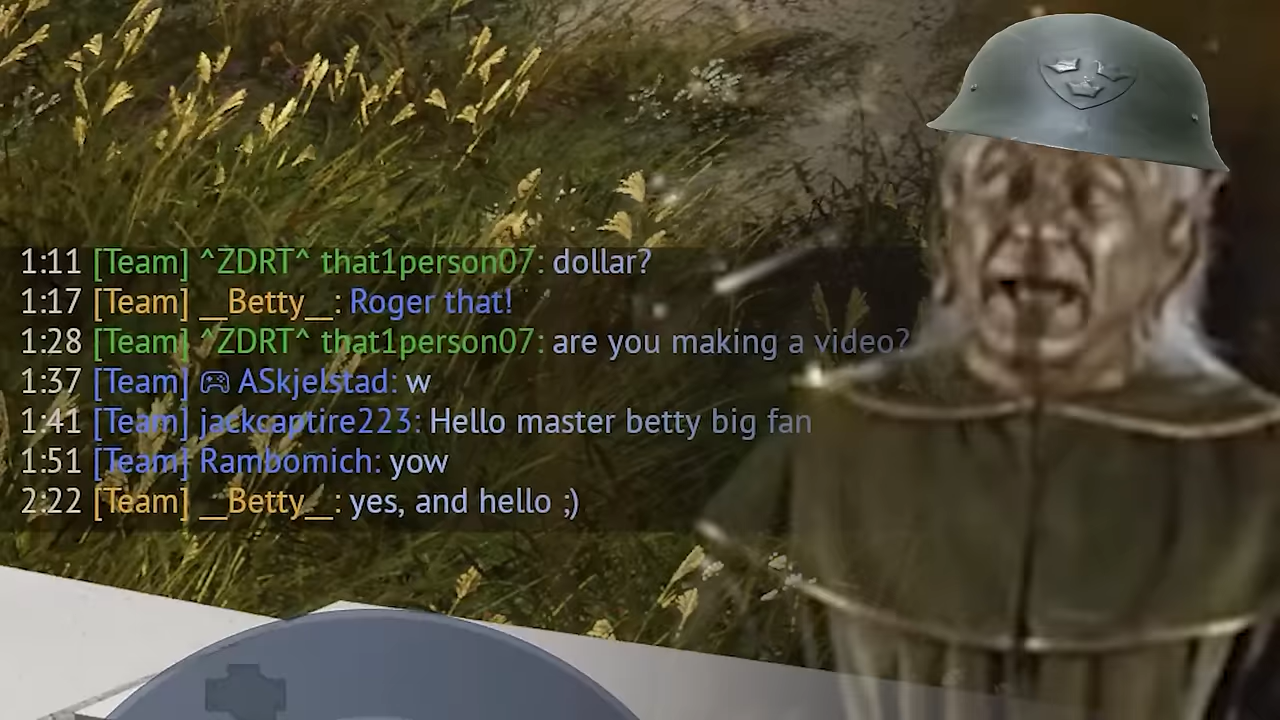 1:11 [Team] ^ZDRT^ that1person07: dollar?
1:17 [Team] __Betty__: Roger that!
1:28 [Team] ^ZDRT^ that1person07: are you making a video?
1:37 [Team] ASkjelstad: w
1:41 [Team] jackcaptire223: Hello master betty big fan
1:51 [Team] Rambomich: yow
2:22 [Team] __Betty__: yes, and hello ;)